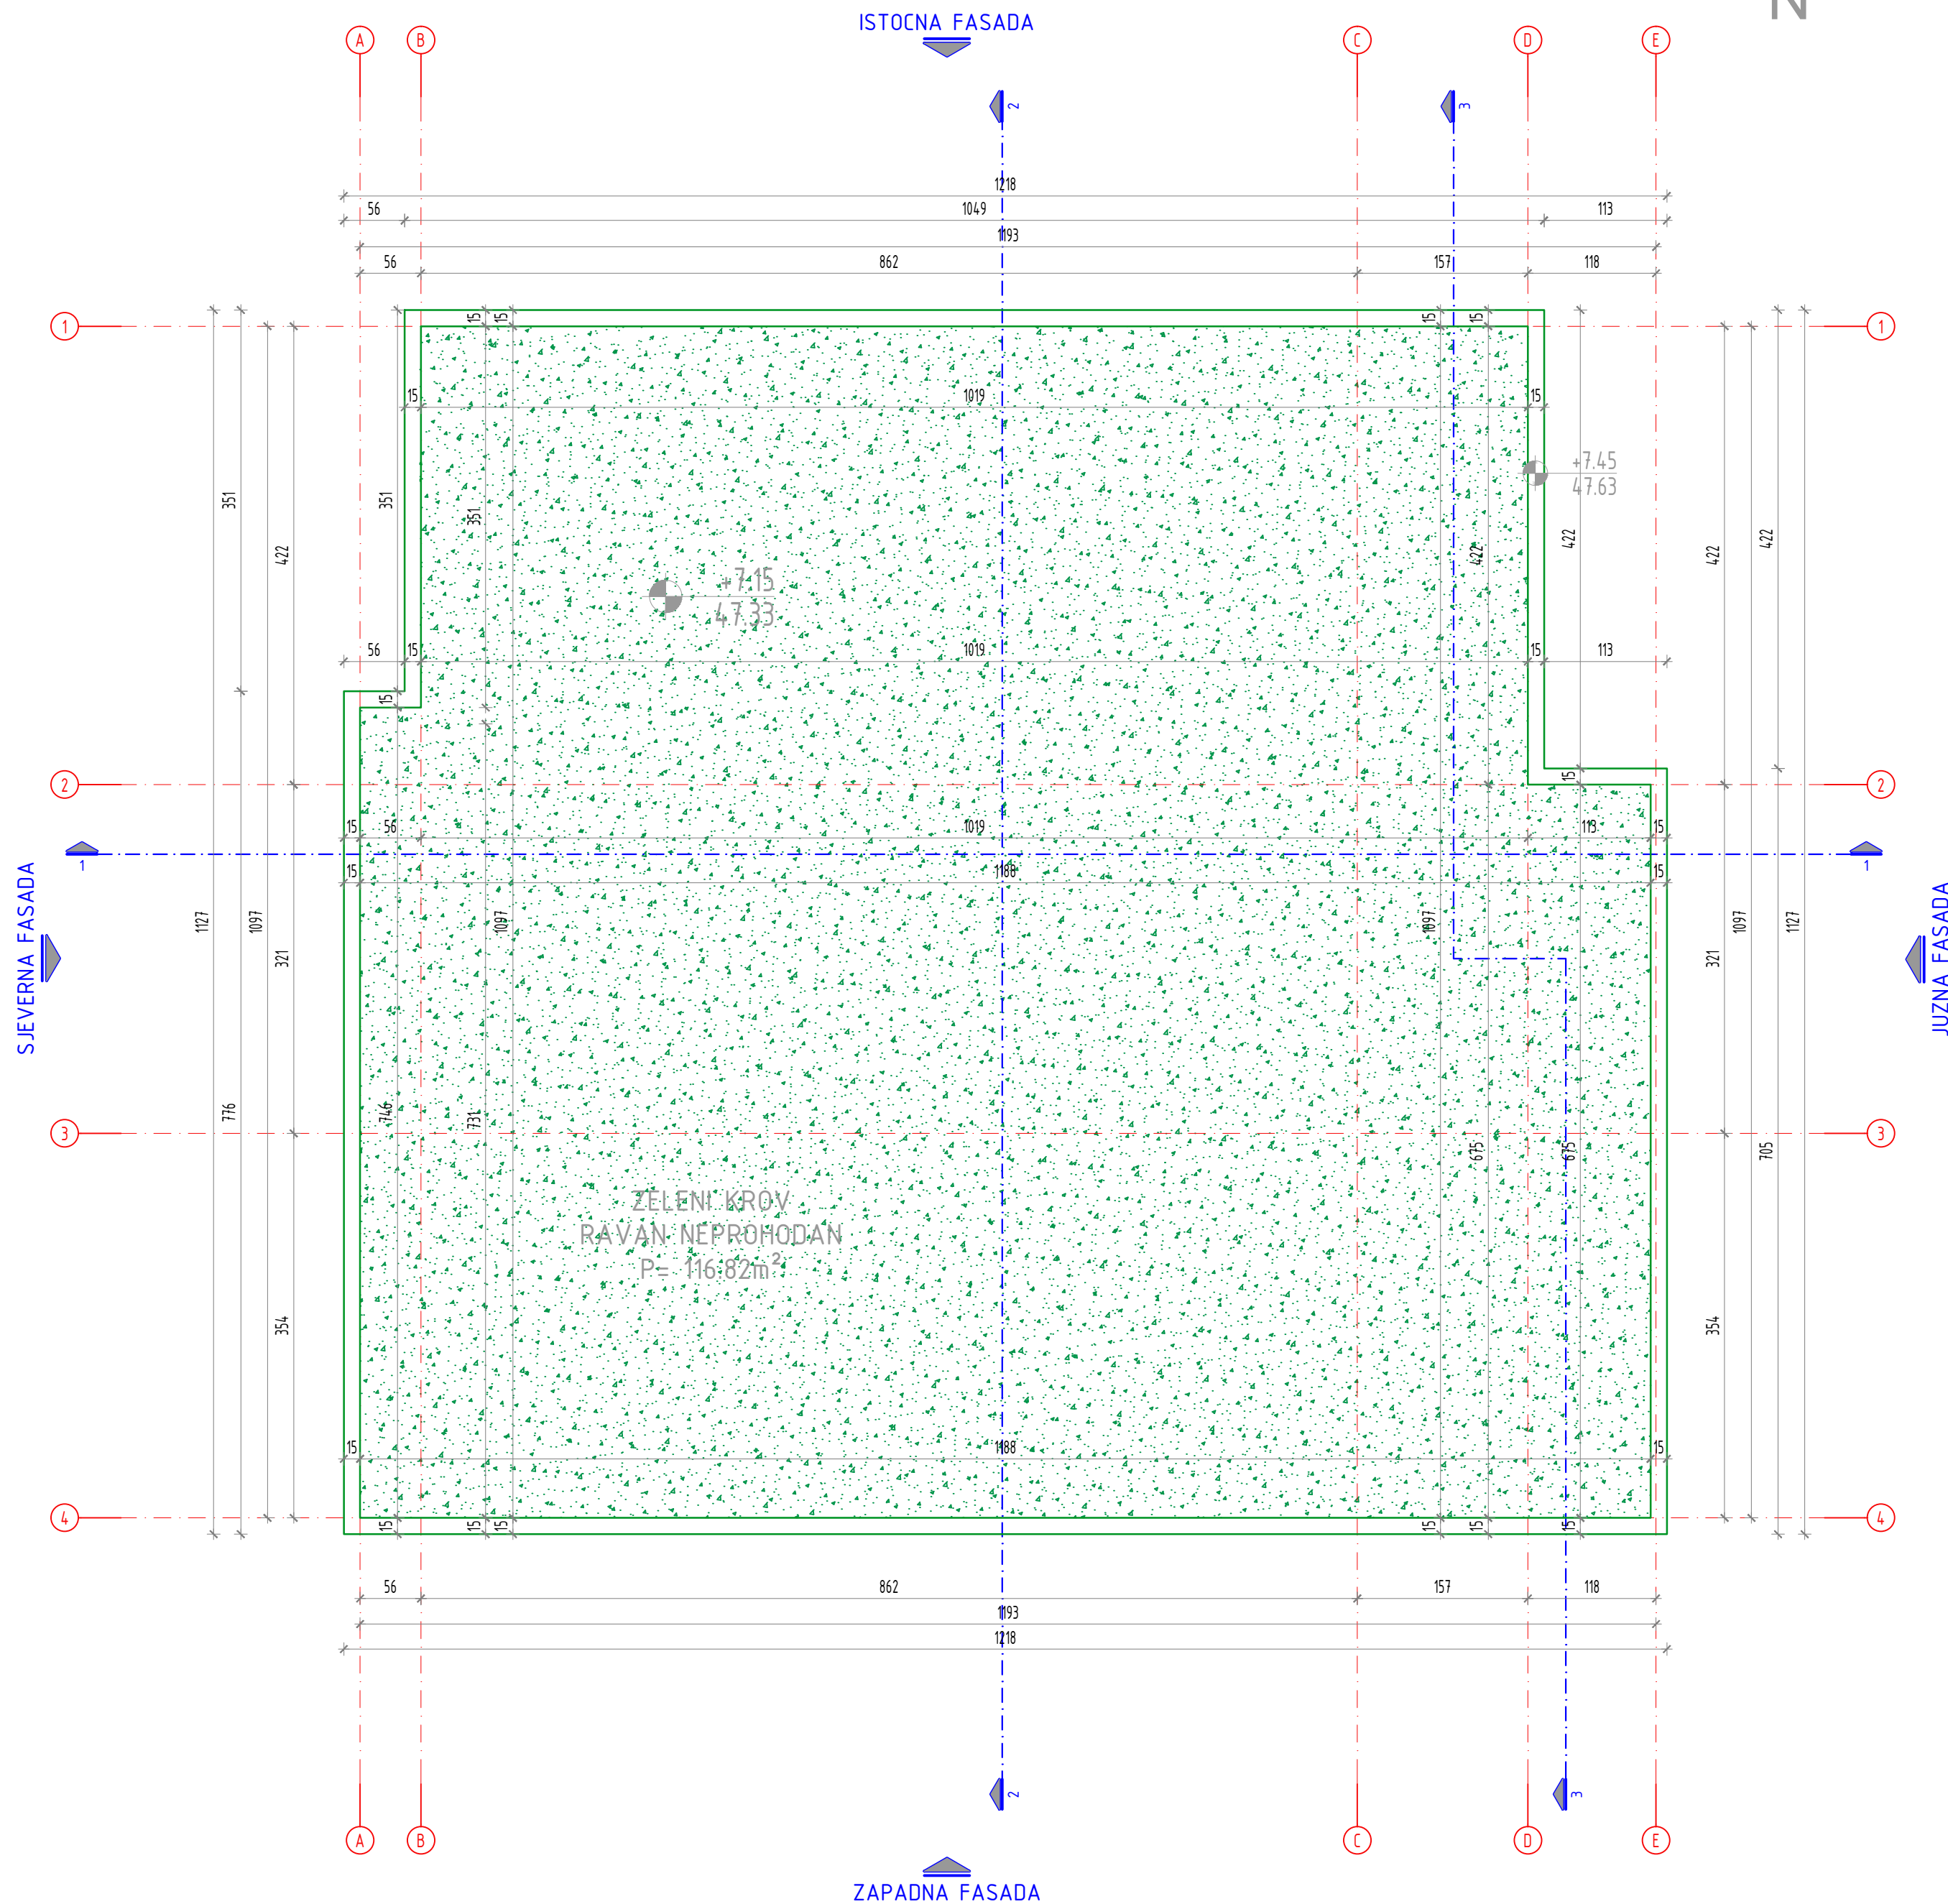 N
ISTOCNA FASADA
A B C D E
2 3
1218
56 1049 113
1193
56 862 157 118
1 15 15 15 15 1
15 1019 15
+7.45
47.63
351 351 351 422 422 422 422 422
+7.15
47.33
56 15 1019 15 113
15
2 15 2
15 56 1019 113 15
1 1
15 1188 15
SJEVERNA FASADA
JUZNA FASADA
1127 1097 321 1097 1097 321 1097 1127
776 746 731 675 675 705
3 3
ZELENI KROV
RAVAN NEPROHODAN
P= 116.82m²
354 354
15 1188 15
4 15 15 15 15 15 15 4
56 862 157 118
1193
1218
2 3
A B C D E
ZAPADNA FASADA